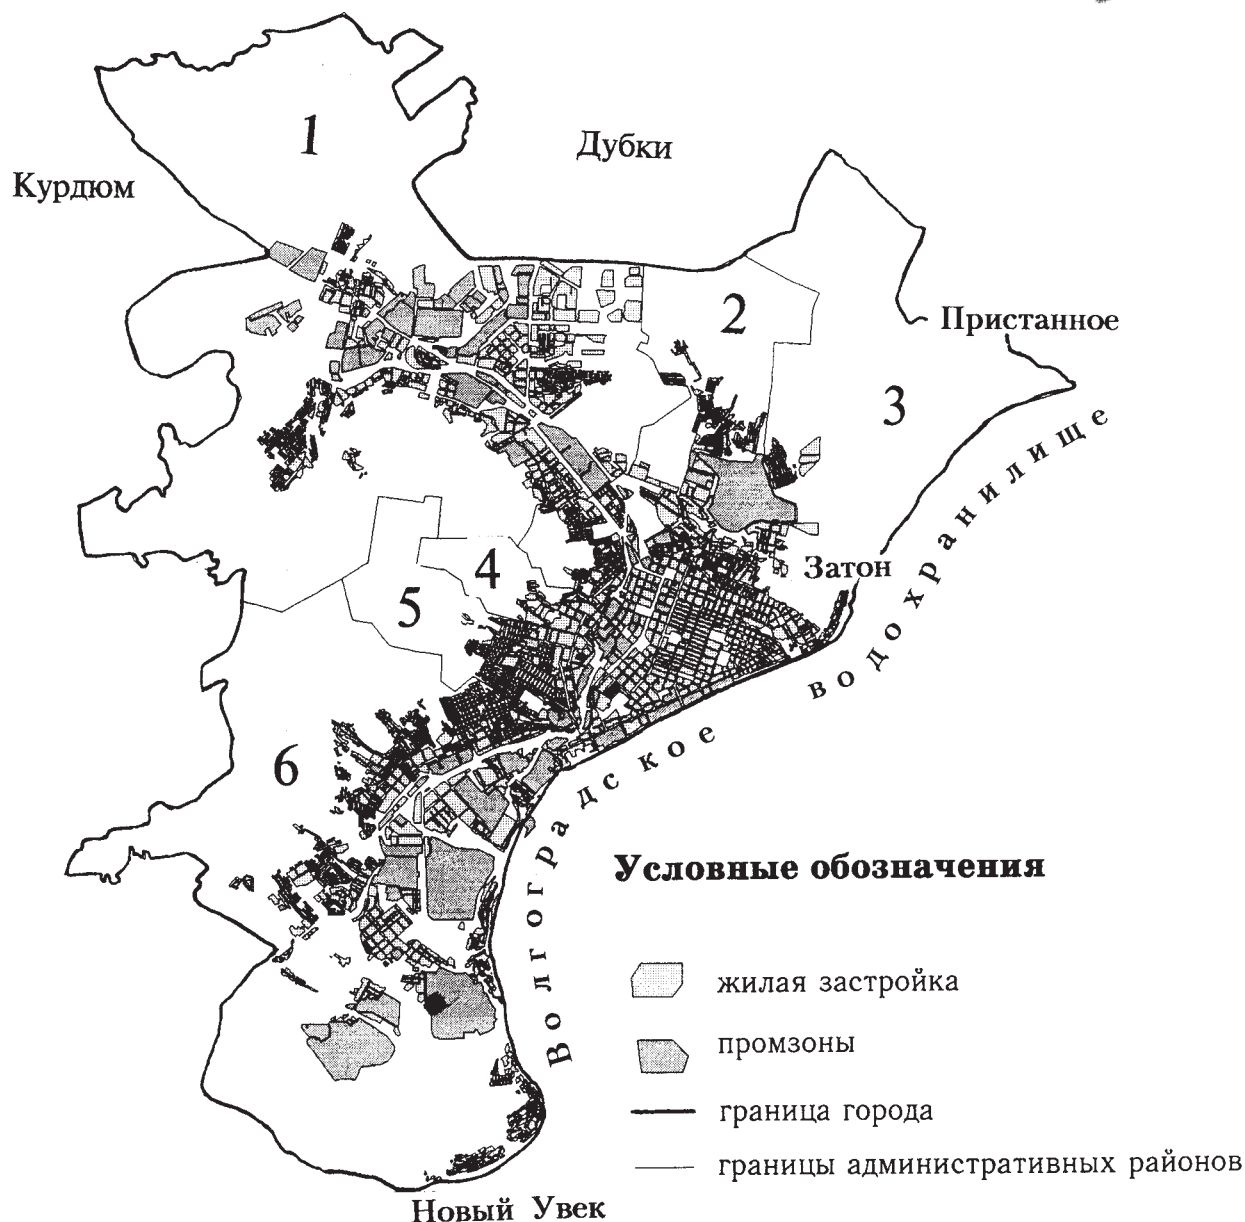 1
Дубки
Курдюм
2
Пристанное
3
4
Затон
5
6
Волгоградское водохранилище
Условные обозначения
жилая застройка
промзоны
граница города
границы административных районов
Новый Увек